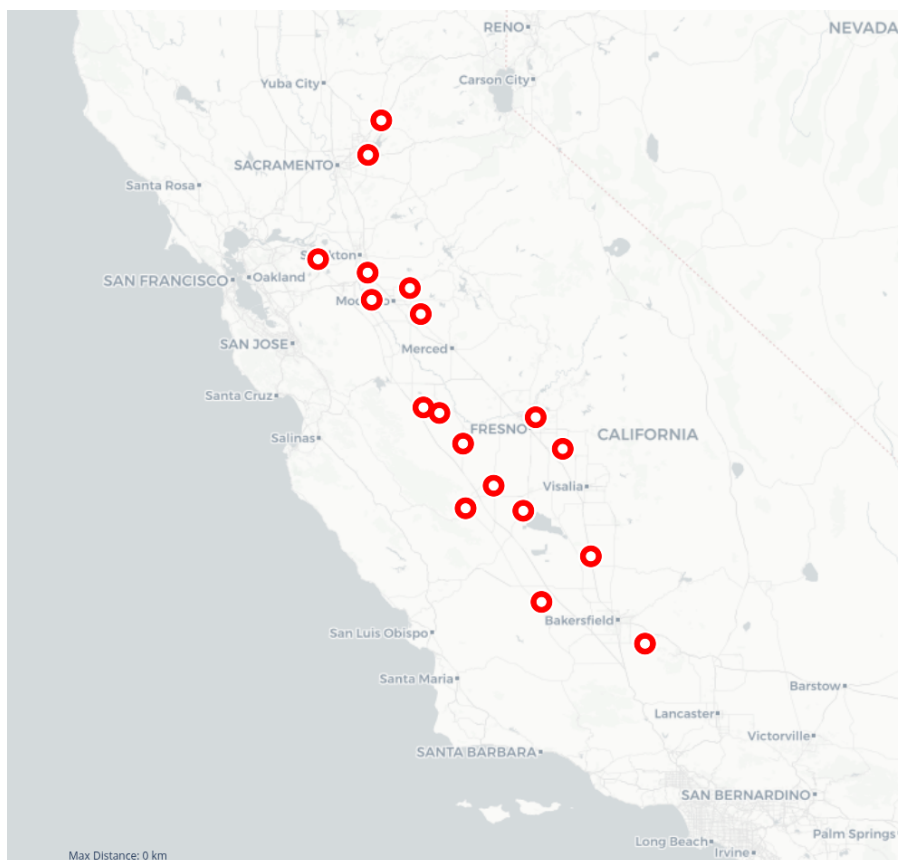 RENO
NEVADA
Carson City
Yuba City
SACRAMENTO
Santa Rosa
SAN FRANCISCO
Oakland
SAN JOSE
Merced
Santa Cruz
Salinas
FRESNO
CALIFORNIA
Visalia
Bakersfield
San Luis Obispo
Santa Maria
Barstow
Lancaster
Victorville
SANTA BARBARA
SAN BERNARDINO
Palm Springs
Long Beach
Irvine
Max Distance: 0 km